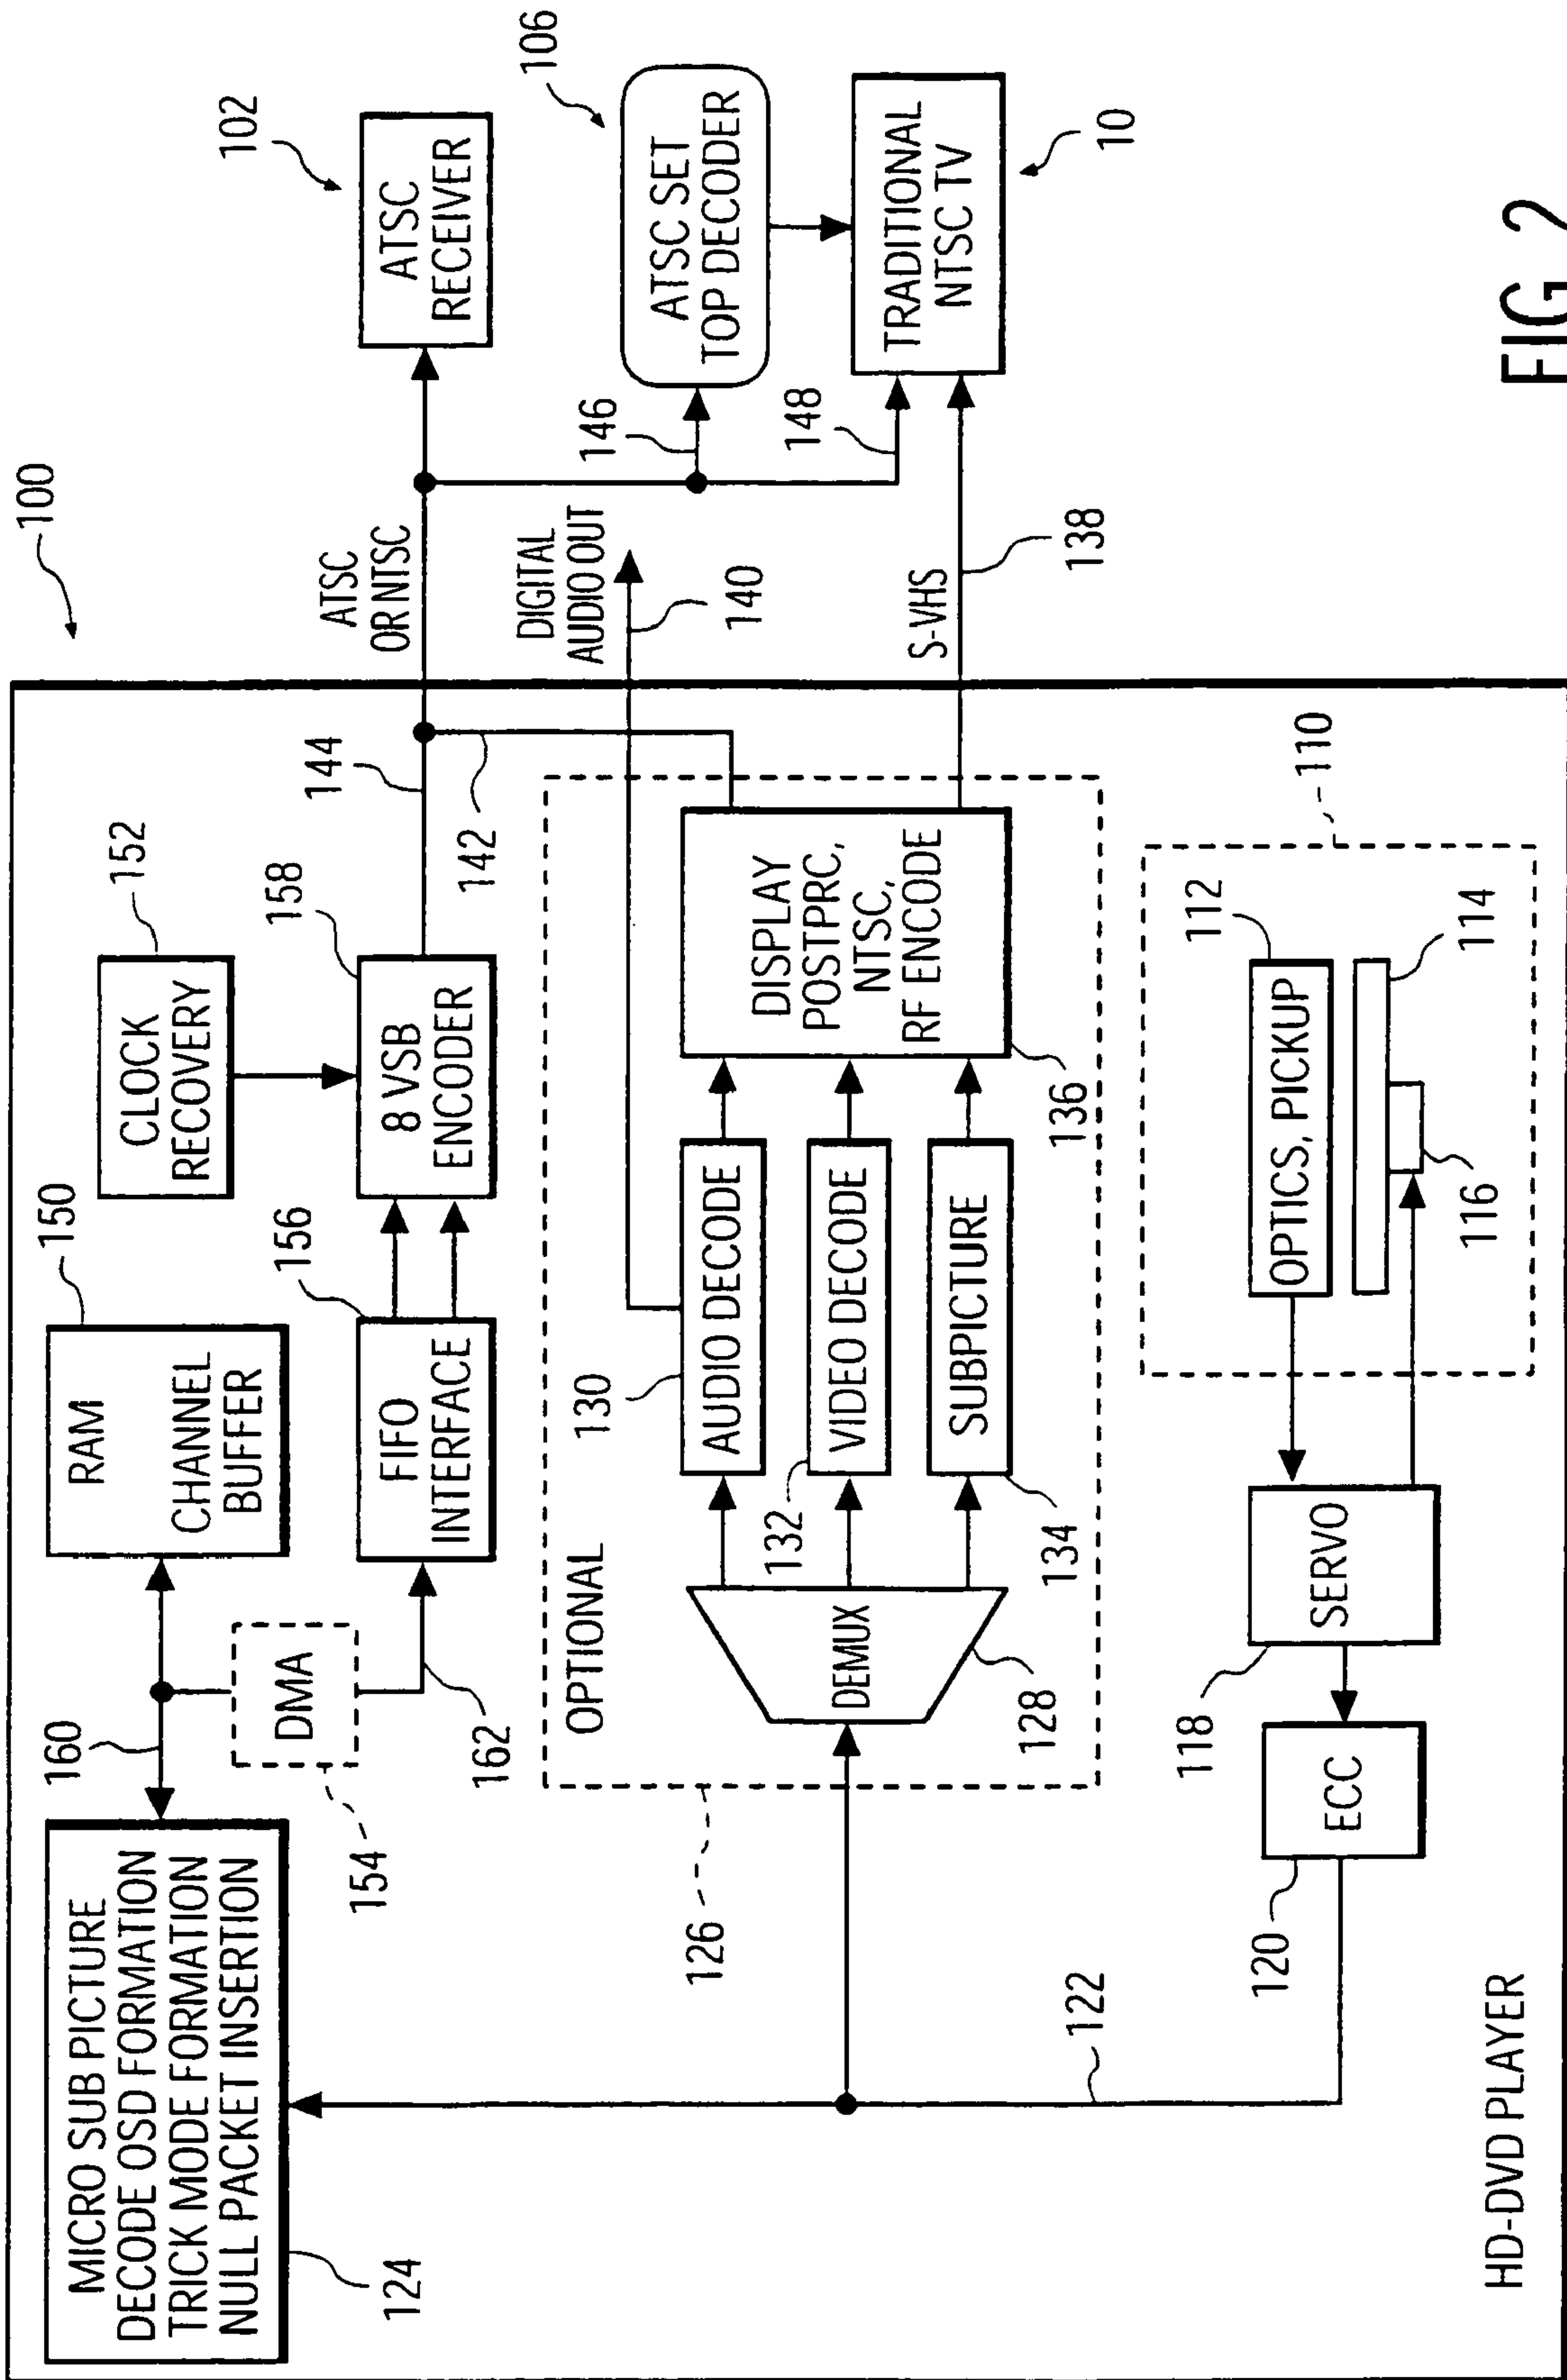 100
MICRO SUB PICTURE
DECODE OSD FORMATION
TRICK MODE FORMATION
NULL PACKET INSERTION
124
160
DMA
154
162
RAM
CHANNEL
BUFFER
150
FIFO
INTERFACE
156
CLOCK
RECOVERY
152
8 VSB
ENCODER
158
144
142
ATSC
OR NTSC
ATSC
RECEIVER
102
146
ATSC SET
TOP DECODER
106
148
TRADITIONAL
NTSC TV
10
DIGITAL
AUDIO OUT
140
S-VHS
138
OPTIONAL
126
DEMUX
128
130
AUDIO DECODE
132
VIDEO DECODE
SUBPICTURE
134
DISPLAY
POSTPRC,
NTSC,
RF ENCODE
136
110
112
OPTICS, PICKUP
114
116
SERVO
118
ECC
120
122
HD-DVD PLAYER
FIG 2